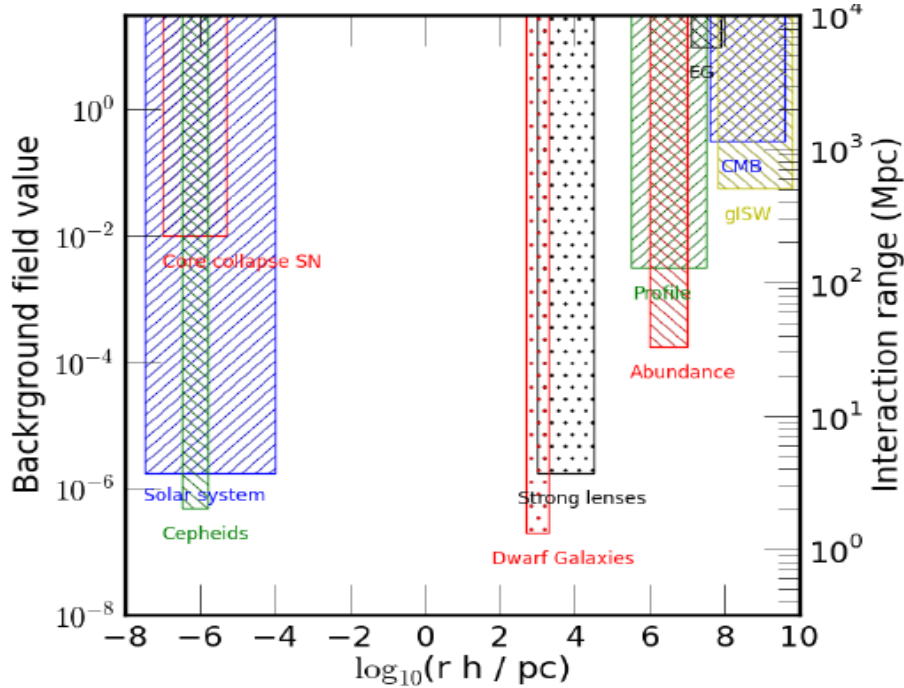 Backrground field value
10^0
10^-2
10^-4
10^-6
10^-8
10^4
10^3
10^2
10^1
10^0
Interaction range (Mpc)
EG
CMB
gISW
Core collapse SN
Profile
Abundance
Solar system
Strong lenses
Cepheids
Dwarf Galaxies
−8 −6 −4 −2 0 2 4 6 8 10
log₁₀(r h / pc)